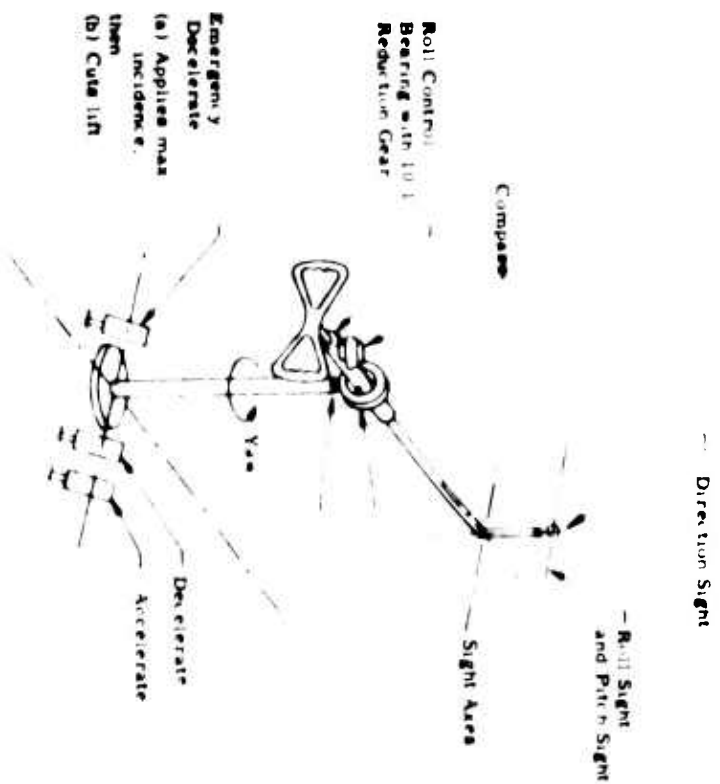 Direction Sight
Roll Sight
and Pitch Sight
Sight Axes
Compass
Roll Control
Bearing with 10:1
Reduction Gear
Yaw
Emergency
Decelerate
(a) Applies max
incidence,
then
(b) Cuts lift
Decelerate
Accelerate